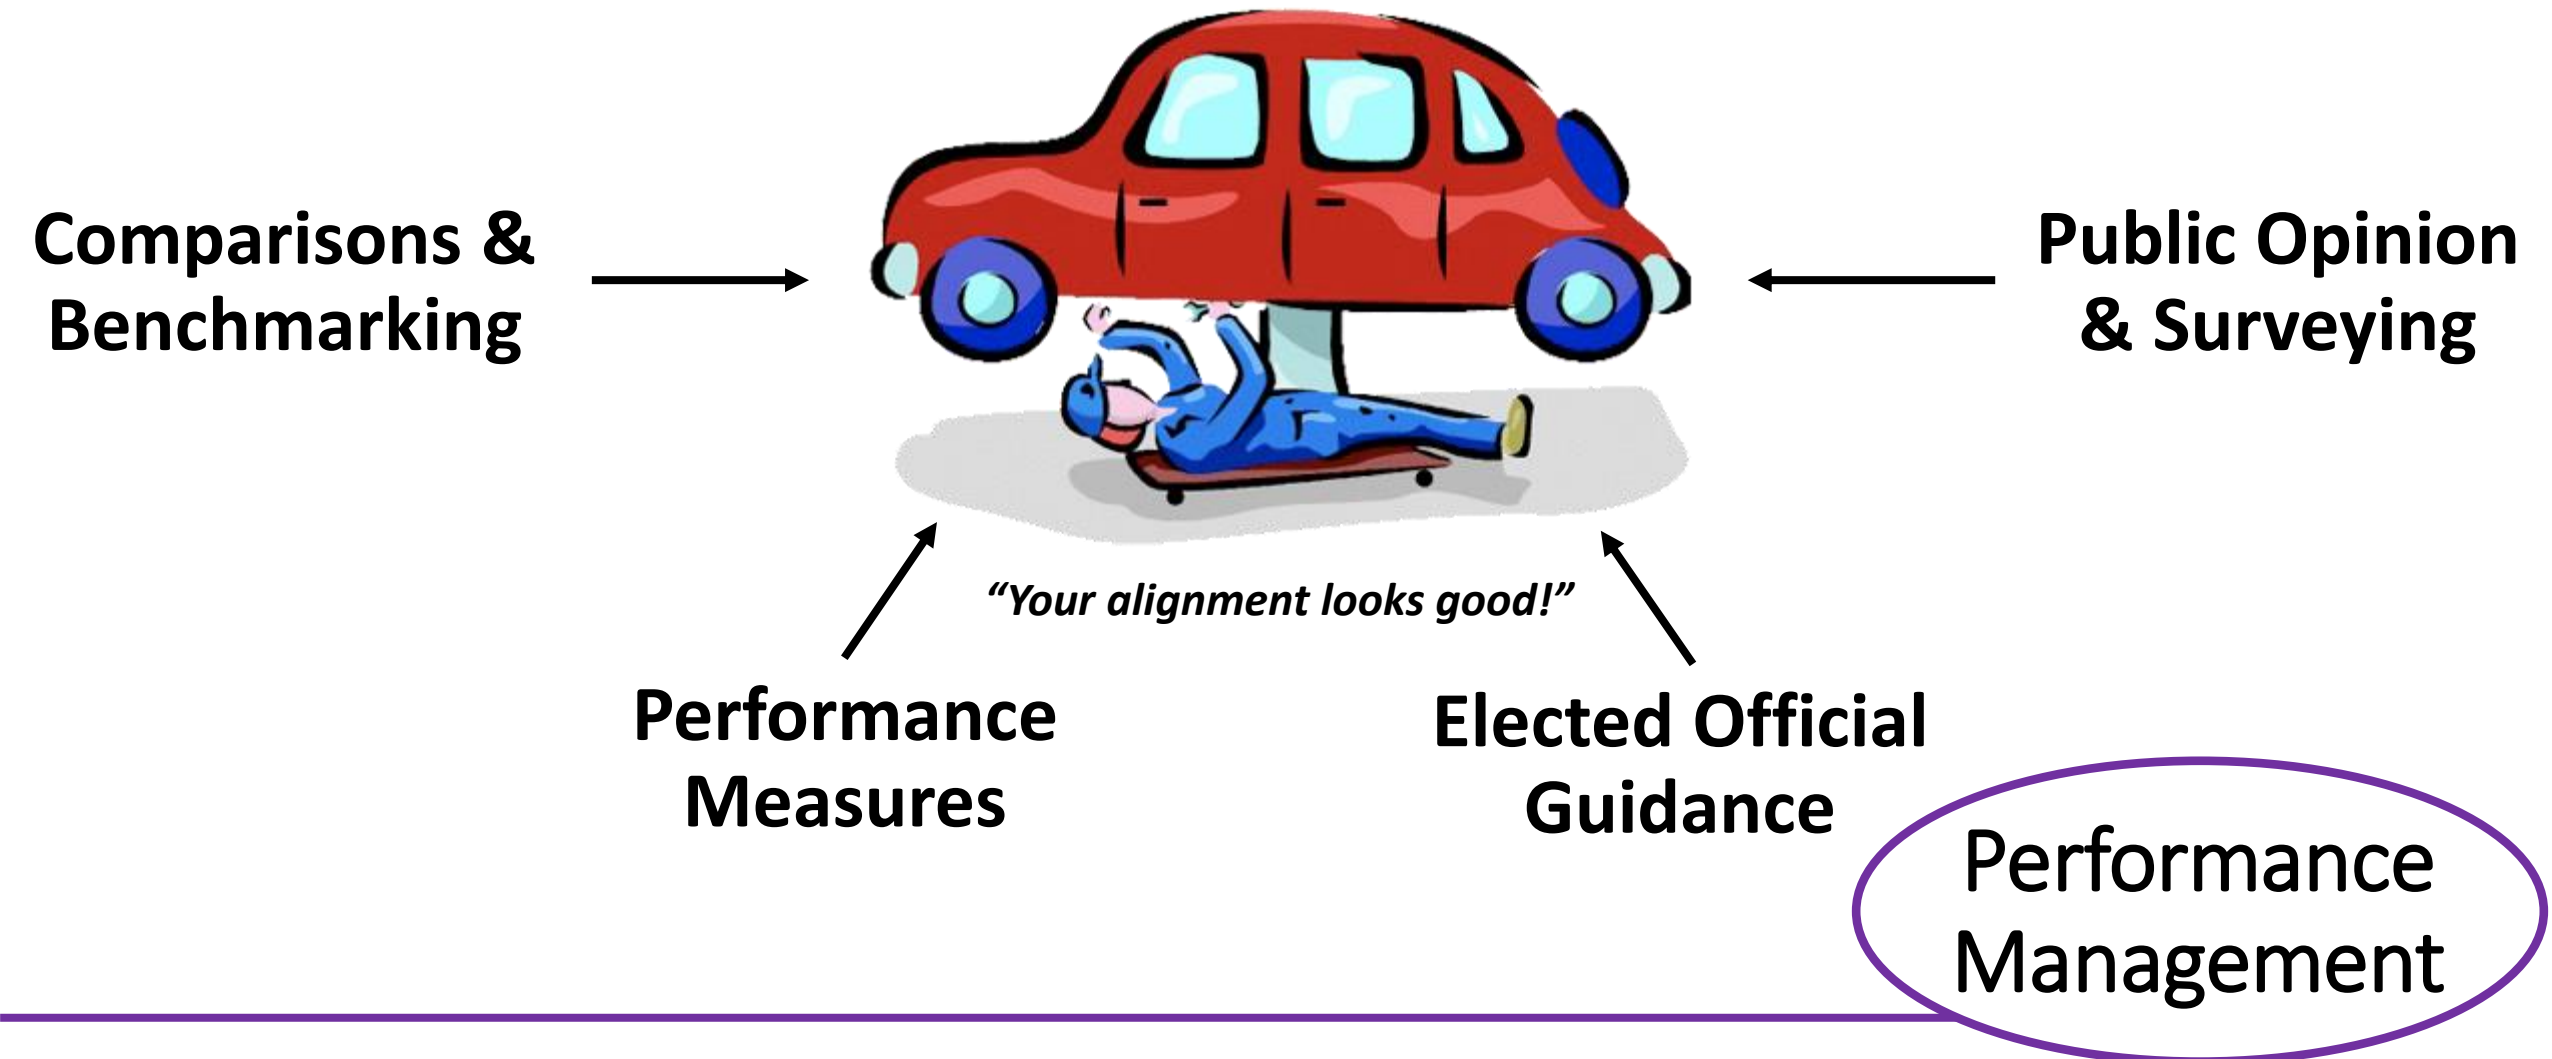 Comparisons &
Benchmarking
Public Opinion
& Surveying
“Your alignment looks good!”
Performance
Measures
Elected Official
Guidance
Performance
Management